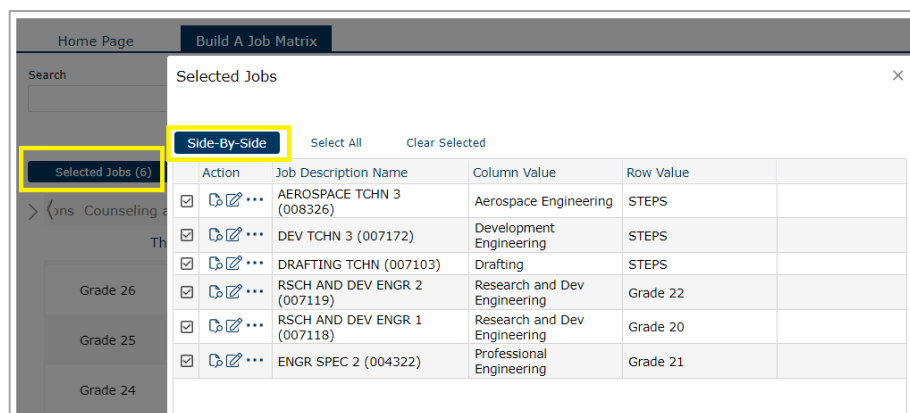 Home Page Build A Job Matrix
Search
Selected Jobs
Side-By-Side Select All Clear Selected
Selected Jobs (6)
Action Job Description Name Column Value Row Value
AEROSPACE TCHN 3
(008326)
Aerospace Engineering STEPS
DEV TCHN 3 (007172)
Development
Engineering
STEPS
DRAFTING TCHN (007103) Drafting STEPS
RSCH AND DEV ENGR 2
(007119)
Research and Dev
Engineering
Grade 22
RSCH AND DEV ENGR 1
(007118)
Research and Dev
Engineering
Grade 20
ENGR SPEC 2 (004322)
Professional
Engineering
Grade 21
Counseling
Th
Grade 26
Grade 25
Grade 24